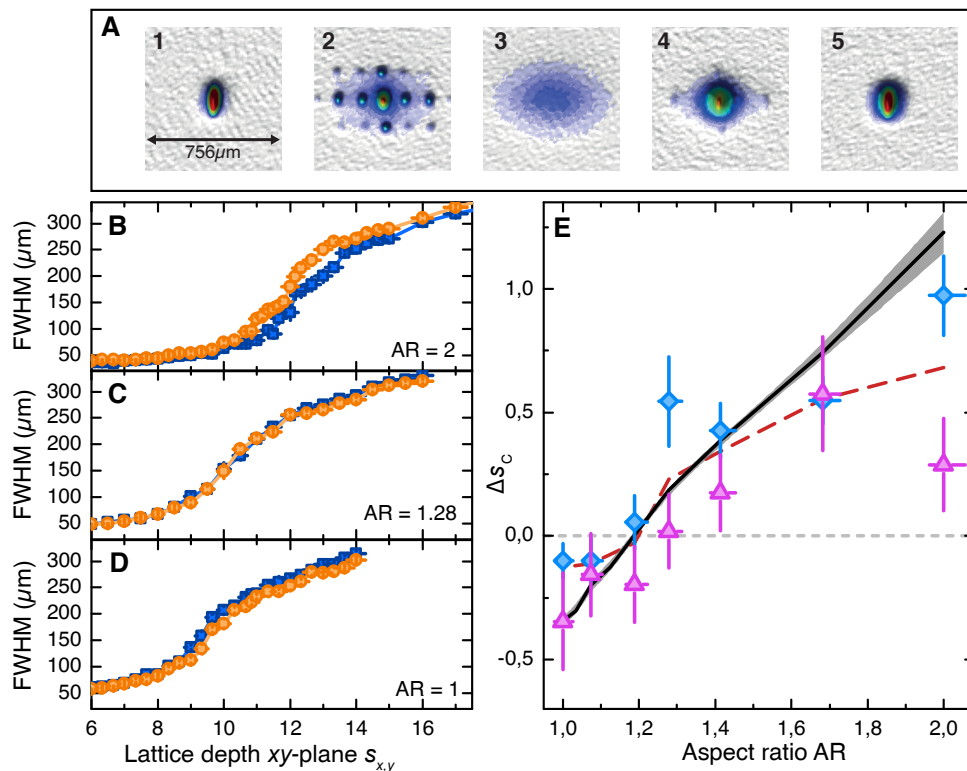 A
1
2
3
4
5
756µm
B
FWHM (µm)
300
250
200
150
100
50
AR = 2
C
FWHM (µm)
300
250
200
150
100
50
AR = 1.28
D
FWHM (µm)
300
250
200
150
100
50
AR = 1
6 8 10 12 14 16
Lattice depth xy-plane s x,y
E
Δs C
1,0
0,5
0,0
-0,5
1,0 1,2 1,4 1,6 1,8 2,0
Aspect ratio AR